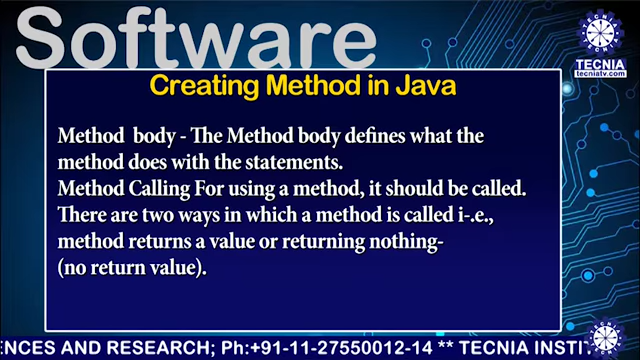 Software
TECNIA
TECNIA
tecniatv.com
Creating Method in Java
Method body - The Method body defines what the
method does with the statements.
Method Calling For using a method, it should be called.
There are two ways in which a method is called i-.e.,
method returns a value or returning nothing-
(no return value).
ENCES AND RESEARCH; Ph:+91-11-27550012-14 ** TECNIA INSTI